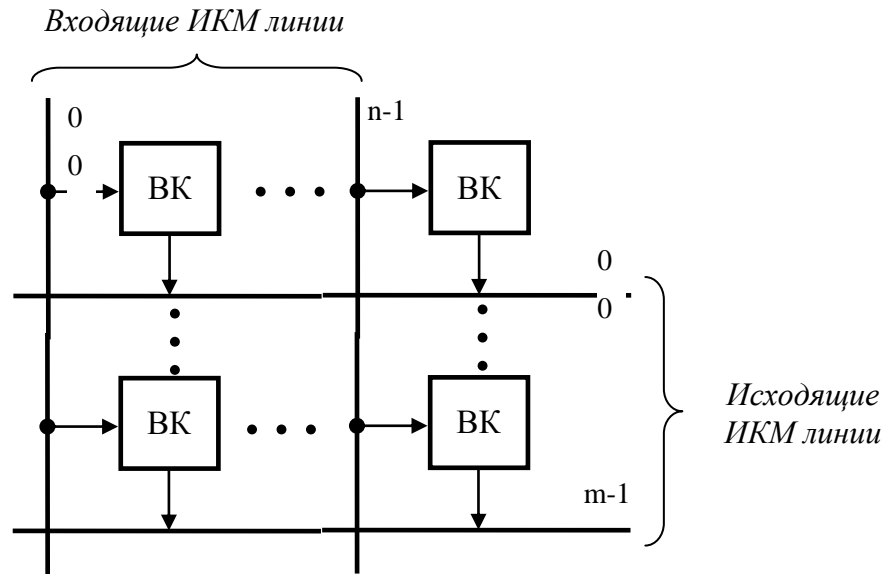 Входящие ИКМ линии
0
n-1
0
ВК
ВК
0
0
ВК
ВК
Исходящие
ИКМ линии
m-1